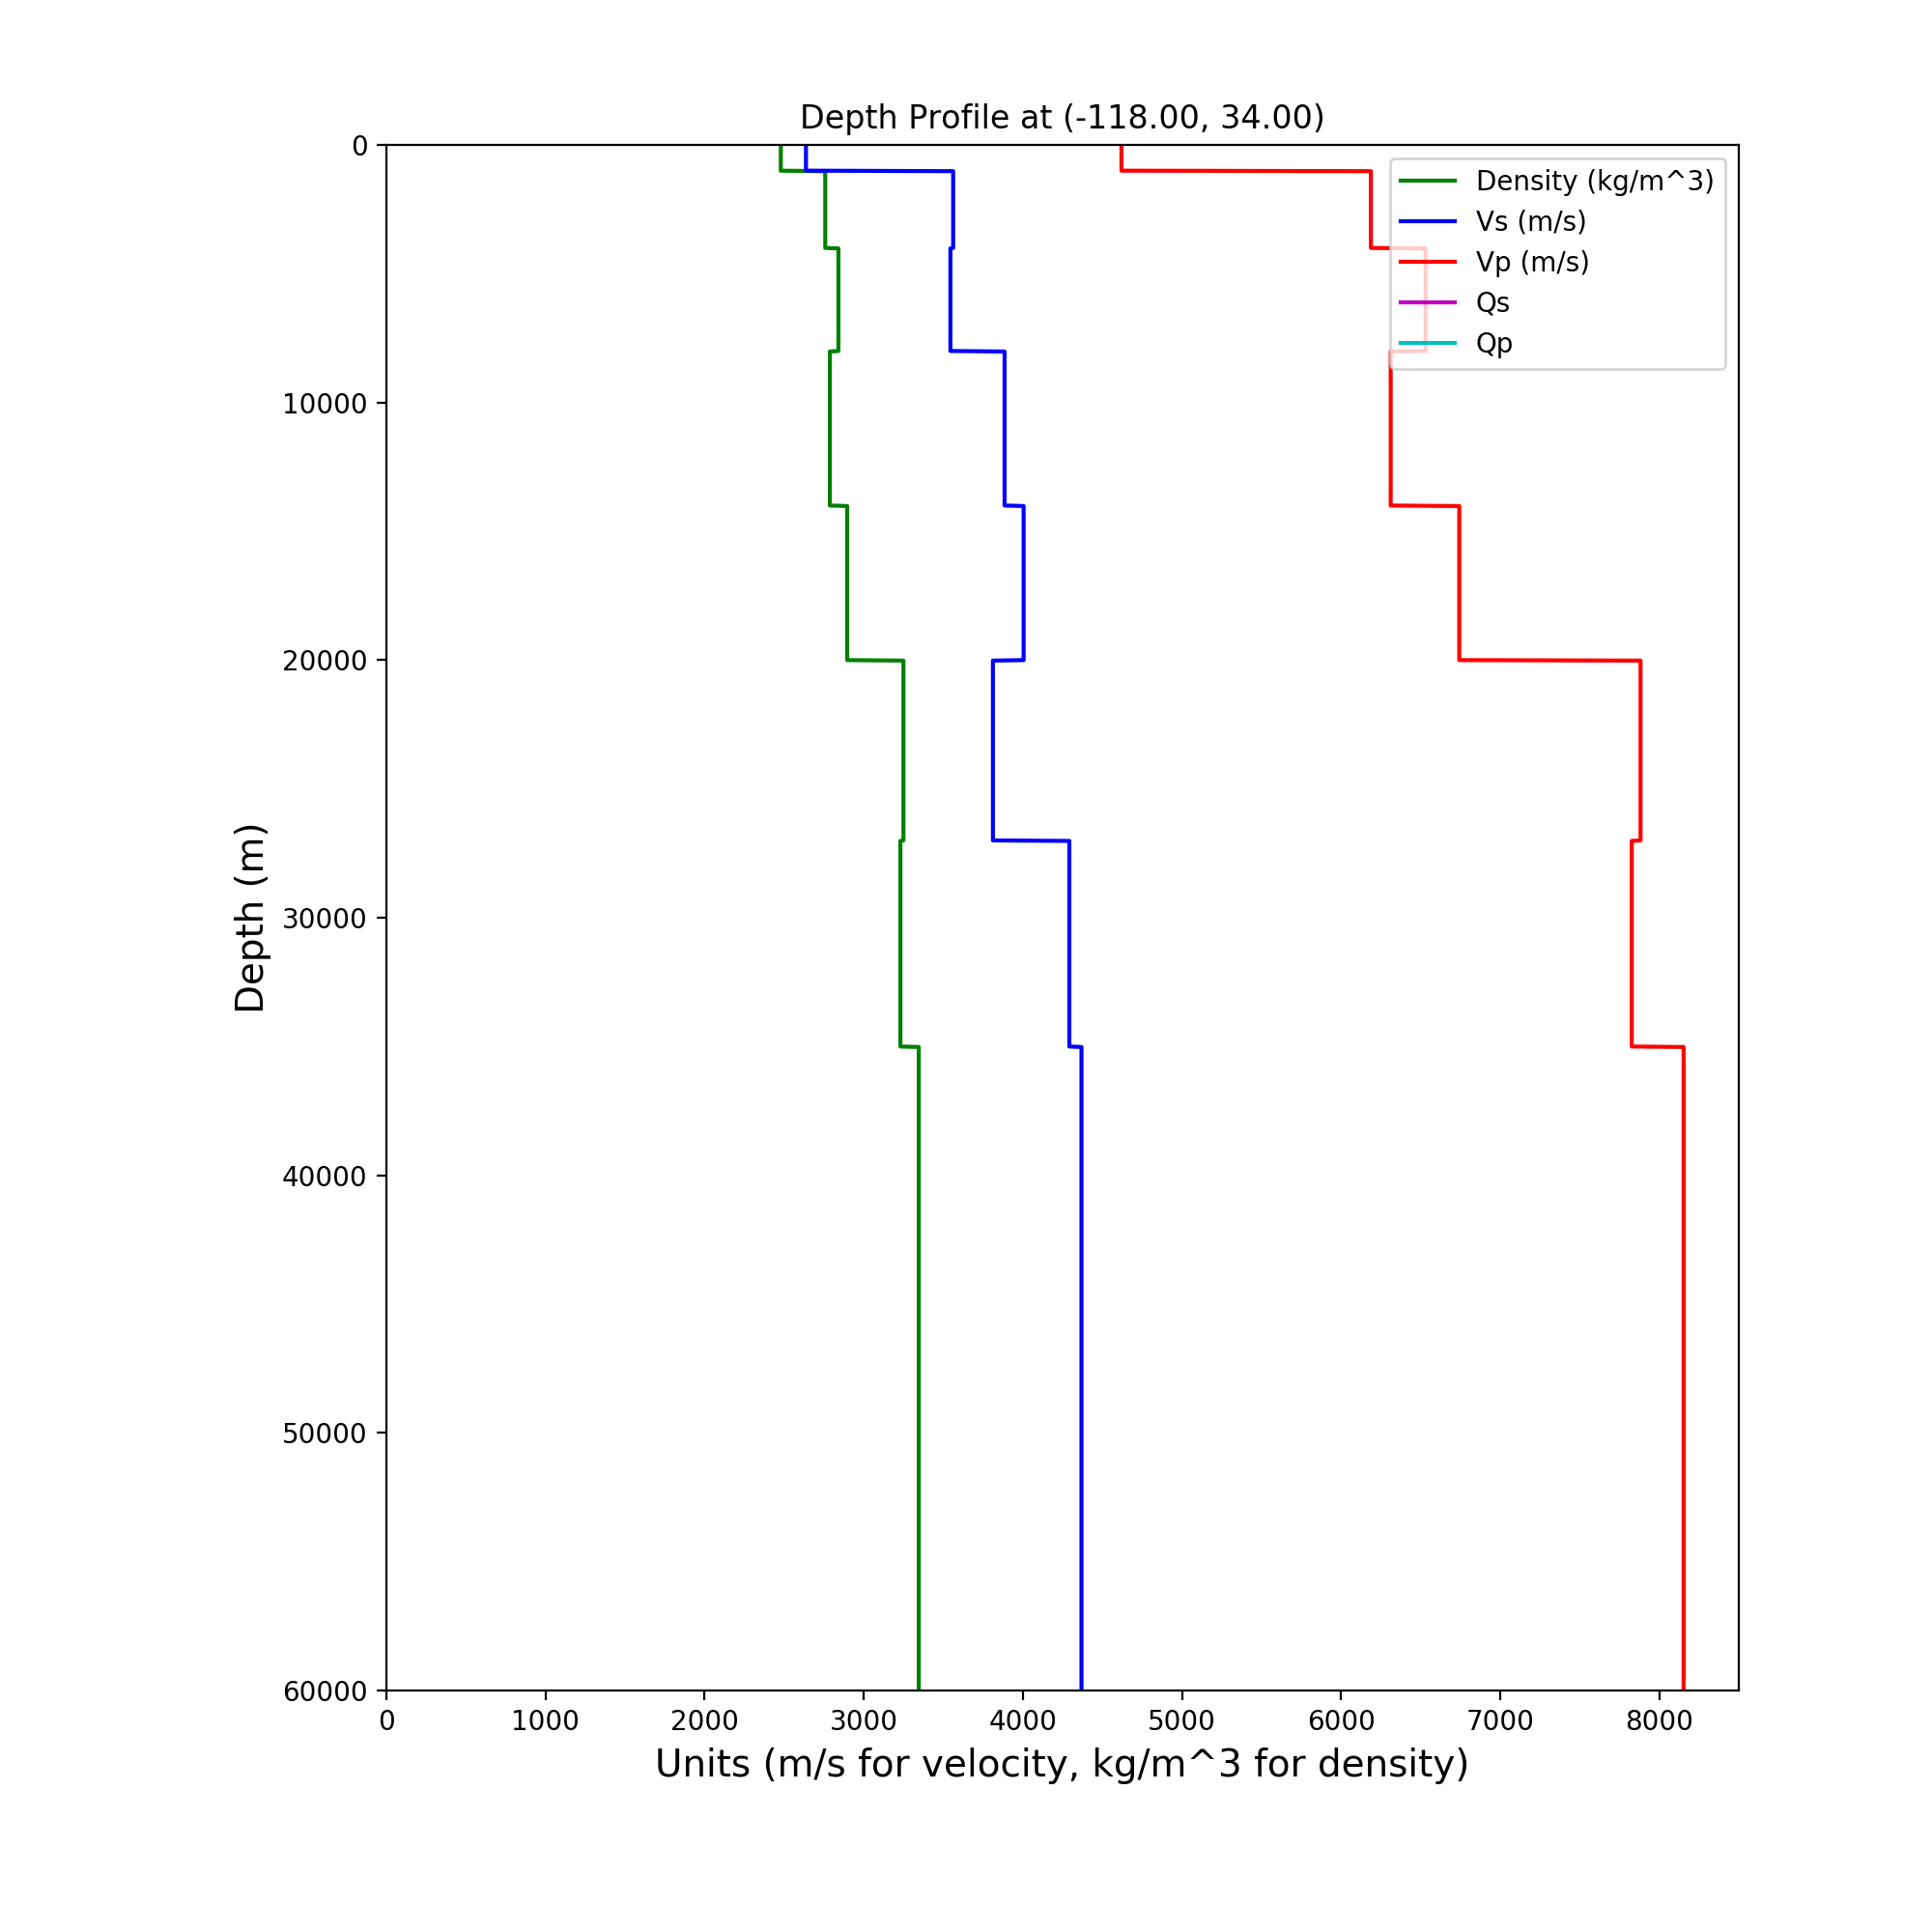 Depth Profile at (-118.00, 34.00)
0
Density (kg/m^3)
Vs (m/s)
Vp (m/s)
Qs
Qp
10000
20000
30000
40000
50000
60000
Depth (m)
0 1000 2000 3000 4000 5000 6000 7000 8000
Units (m/s for velocity, kg/m^3 for density)